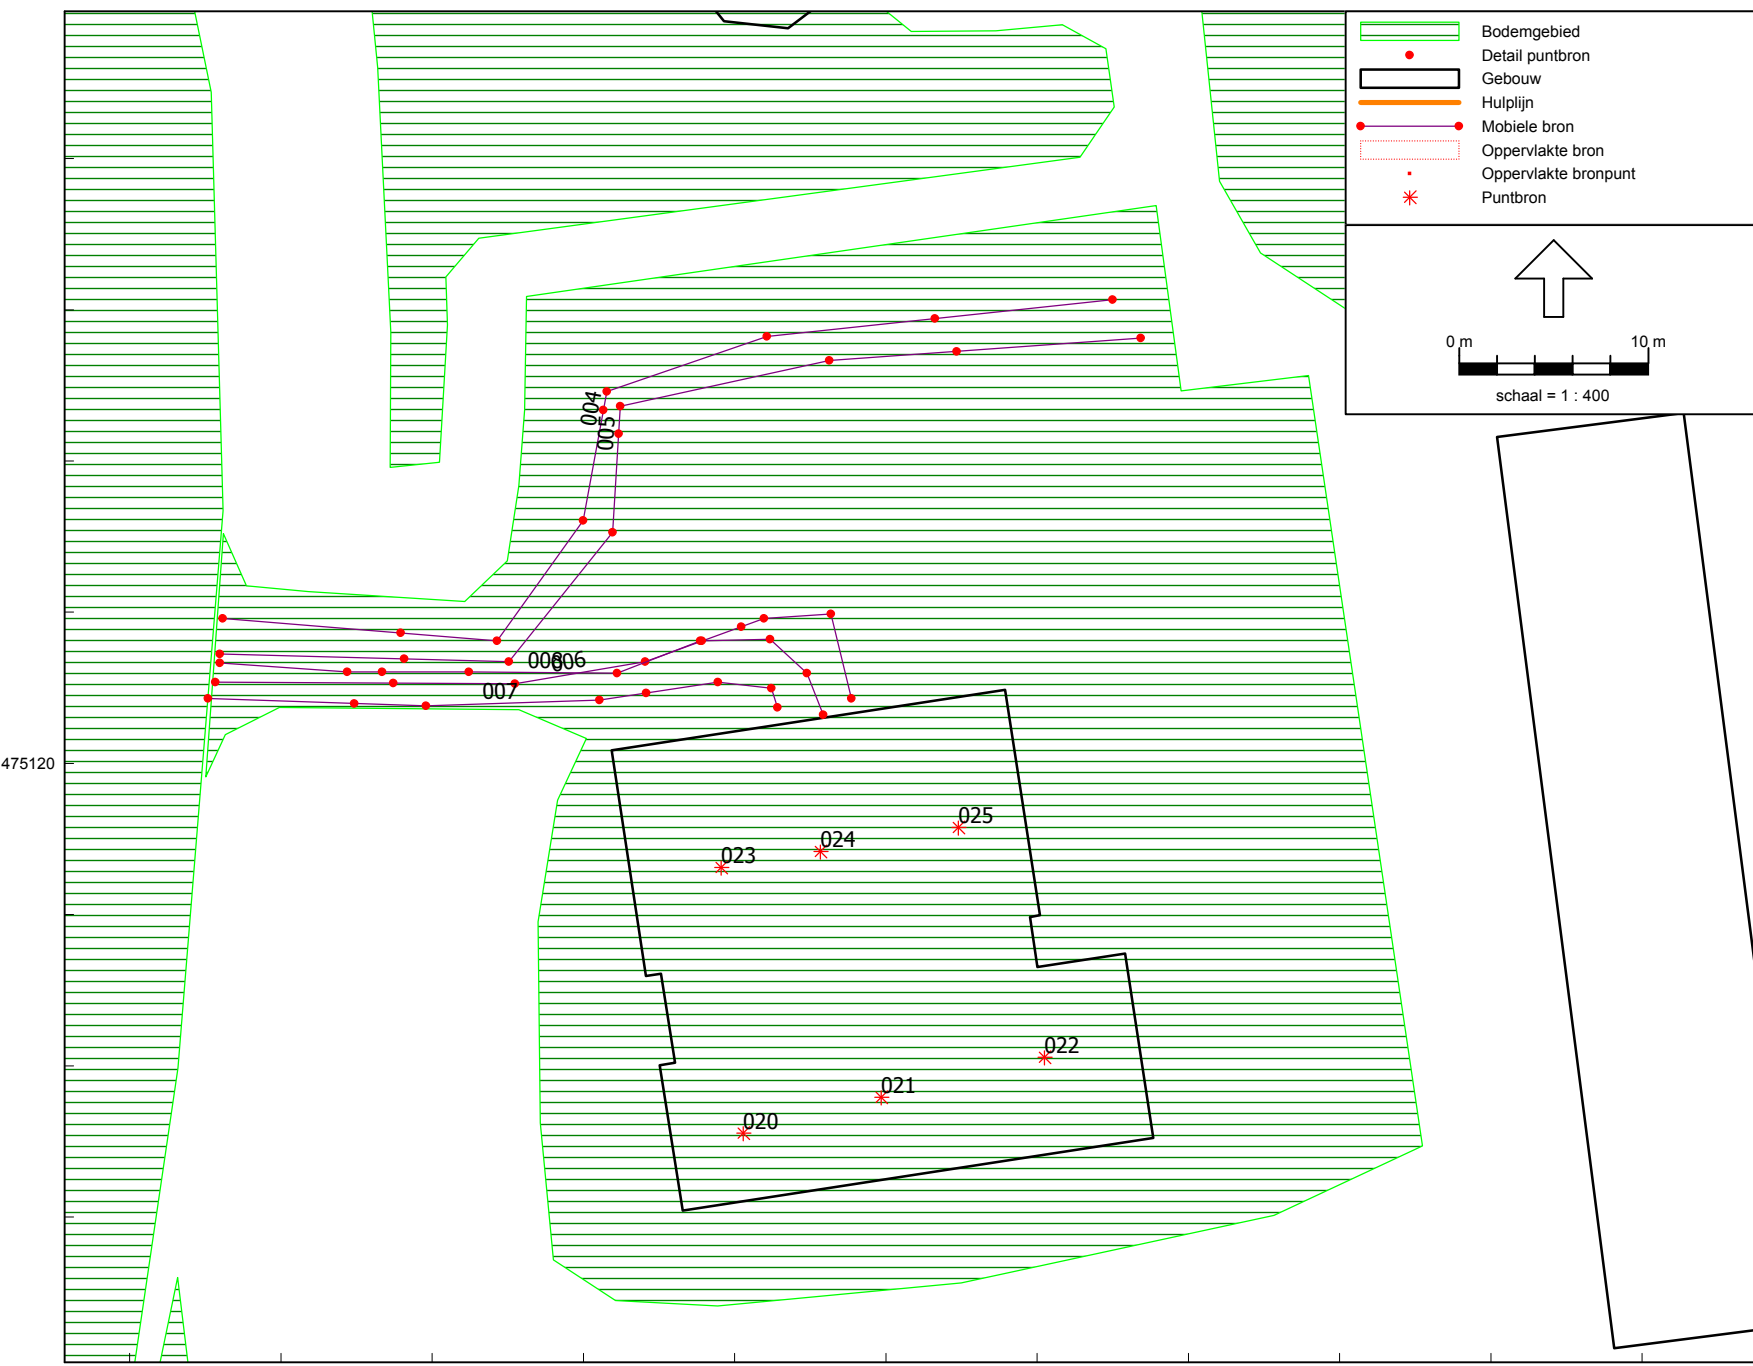 Bodemgebied
Detail puntbron
Gebouw
Hulplijn
Mobiele bron
Oppervlakte bron
Oppervlakte bronpunt
Puntbron
0 m 10 m
schaal = 1 : 400
004
005
008
006
007
475120
025
024
023
022
021
020